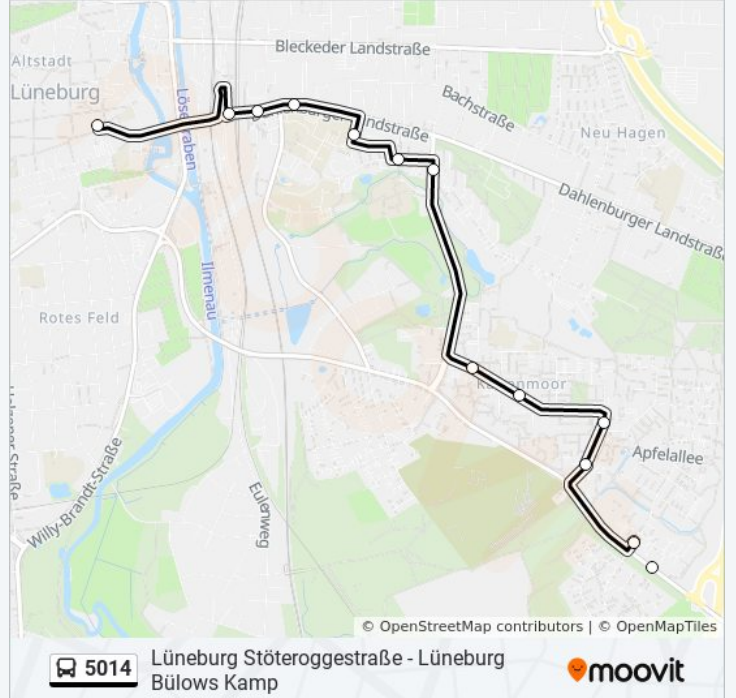 Bleckeder Landstraße
Altstadt
Lüneburg
Bachstraße
Neu Hagen
Landstraße
Dahlenburger Landstraße
Ilmenau
Rotes Feld
Apfelallee
Willy-Brandt-Straße
Eulenweg
© OpenStreetMap contributors | © OpenMapTiles
5014
Lüneburg Stöteroggestraße - Lüneburg
Bülows Kamp
moovit